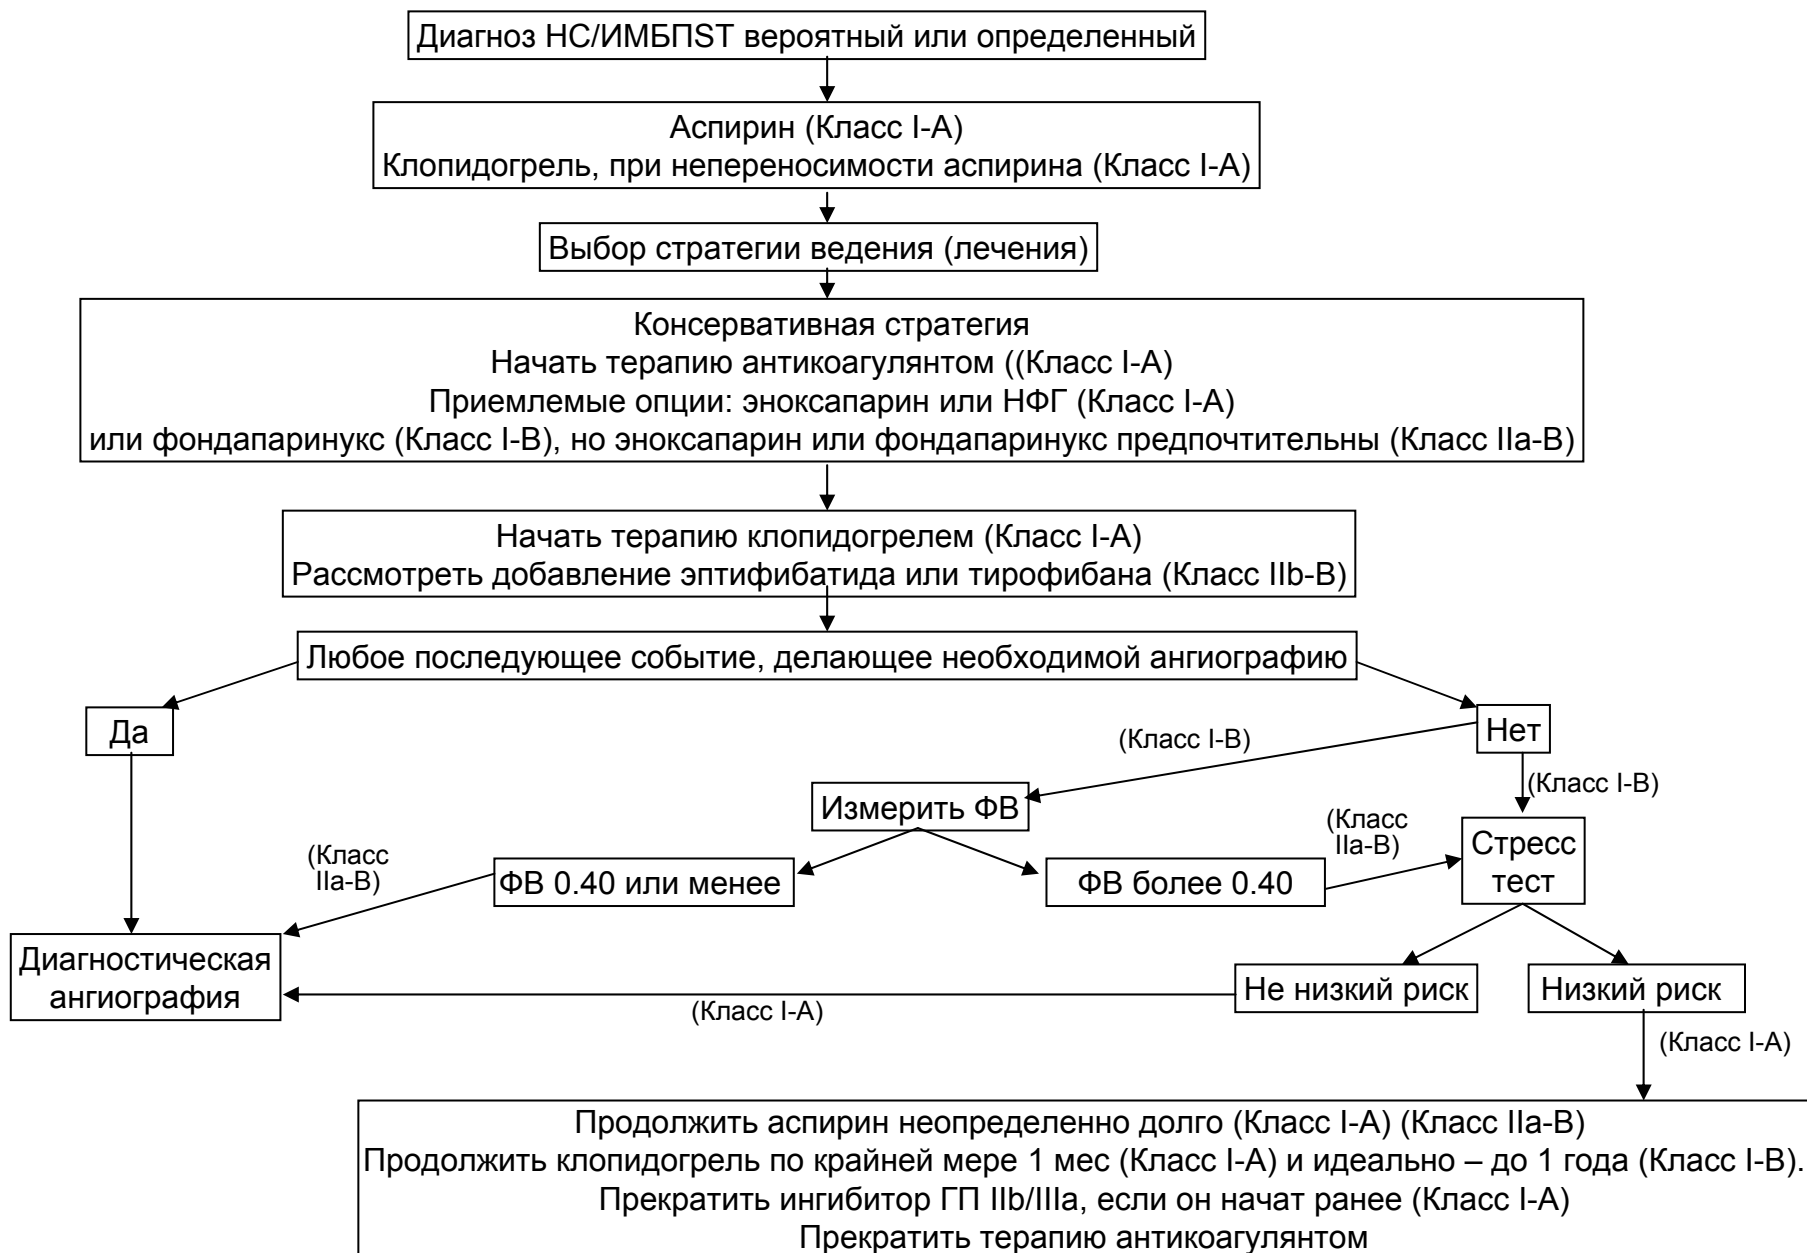 Диагноз НС/ИМБПST вероятный или определенный
Аспирин (Класс I-A)
Клопидогрель, при непереносимости аспирина (Класс I-A)
Выбор стратегии ведения (лечения)
Консервативная стратегия
Начать терапию антикоагулянтом ((Класс I-A)
Приемлемые опции: эноксапарин или НФГ (Класс I-A)
или фондапаринукс (Класс I-B), но эноксапарин или фондапаринукс предпочтительны (Класс IIa-B)
Начать терапию клопидогрелем (Класс I-A)
Рассмотреть добавление эптифибатида или тирофибана (Класс IIb-B)
Любое последующее событие, делающее необходимой ангиографию
Да
Нет
(Класс I-B)
(Класс I-B)
Измерить ФВ
(Класс
IIa-B)
Стресс
тест
(Класс
IIa-B)
ФВ 0.40 или менее
ФВ более 0.40
Диагностическая
ангиография
Не низкий риск
Низкий риск
(Класс I-A)
(Класс I-A)
Продолжить аспирин неопределенно долго (Класс I-A) (Класс IIa-B)
Продолжить клопидогрель по крайней мере 1 мес (Класс I-A) и идеально – до 1 года (Класс I-B).
Прекратить ингибитор ГП IIb/IIIa, если он начат ранее (Класс I-A)
Прекратить терапию антикоагулянтом